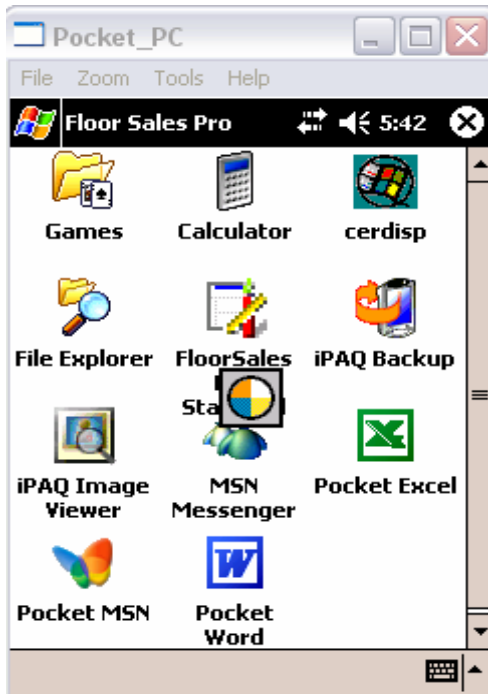 Pocket_PC
File Zoom Tools Help
Floor Sales Pro 5:42
Games Calculator cerdisp
File Explorer FloorSales iPAQ Backup
iPAQ Image Viewer
MSN Messenger
Pocket Excel
Pocket MSN
Pocket Word